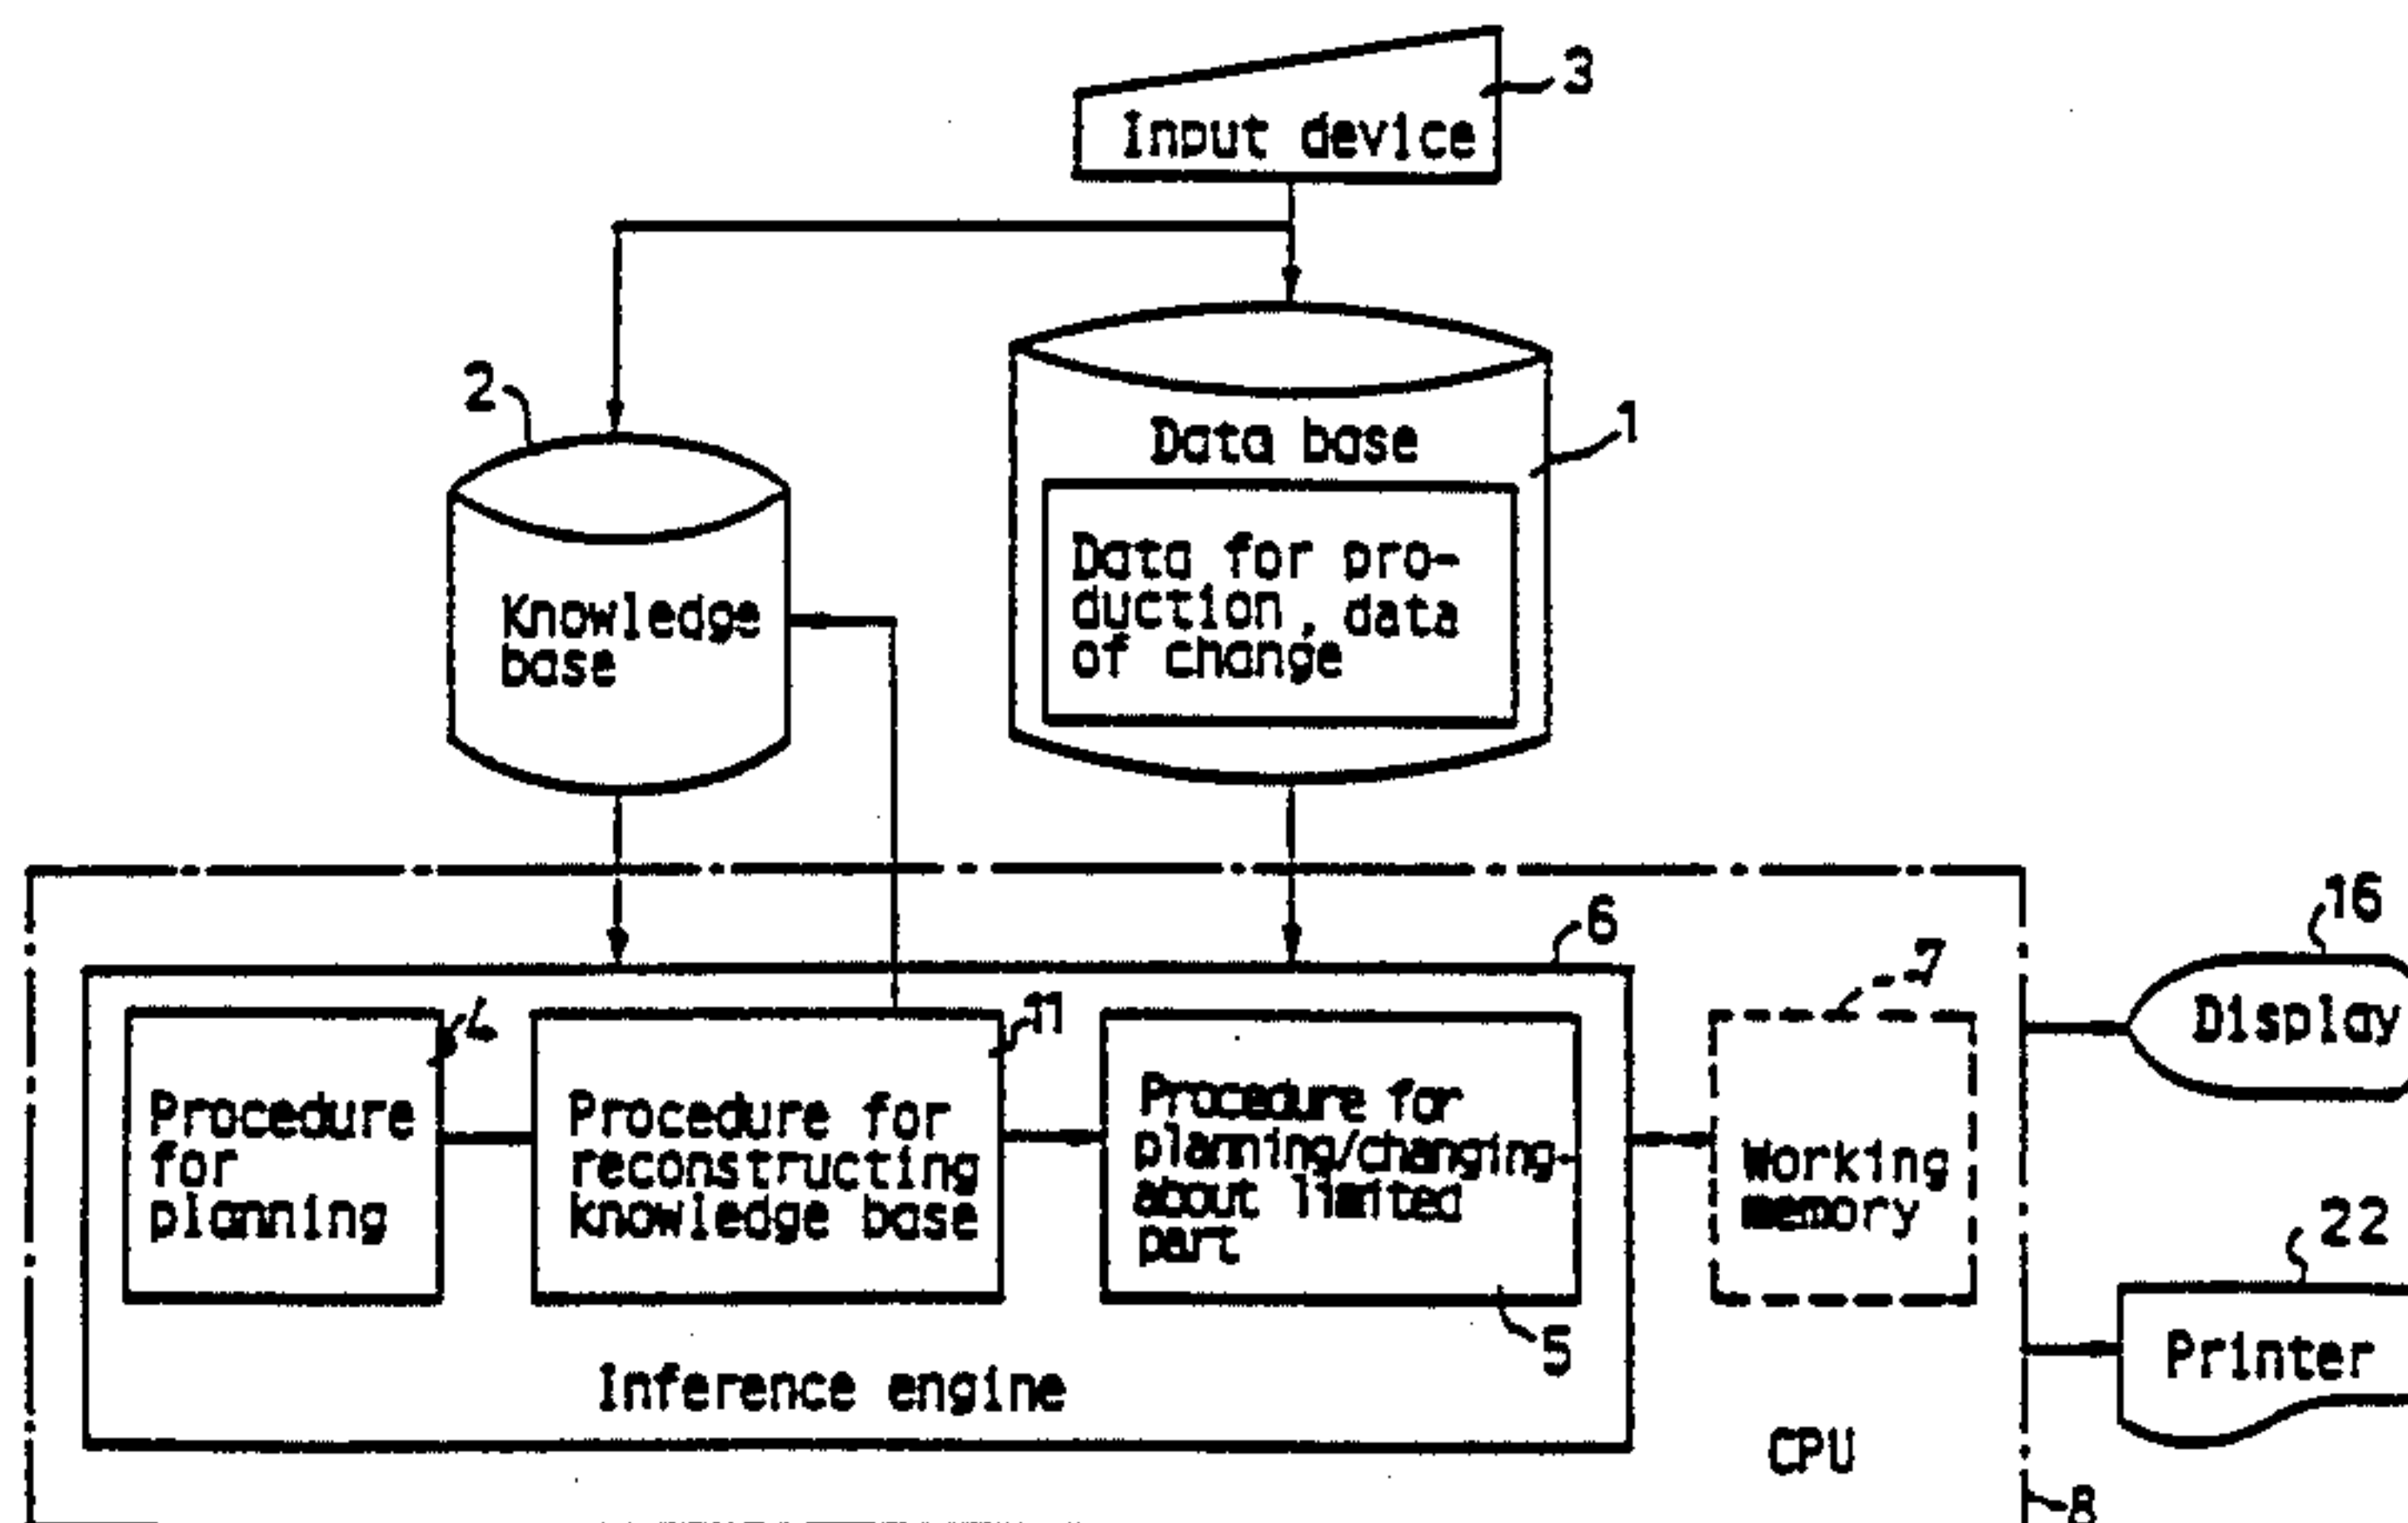 3
Input device
2
1
Data base
Data for pro-
duction, data
of change
Knowledge
base
6
16
7
4
11
Display
Procedure
for
planning
Procedure for
reconstructing
knowledge base
Procedure for
planning/changing
about limited
part
Working
memory
22
5
Printer
Inference engine
CPU
8